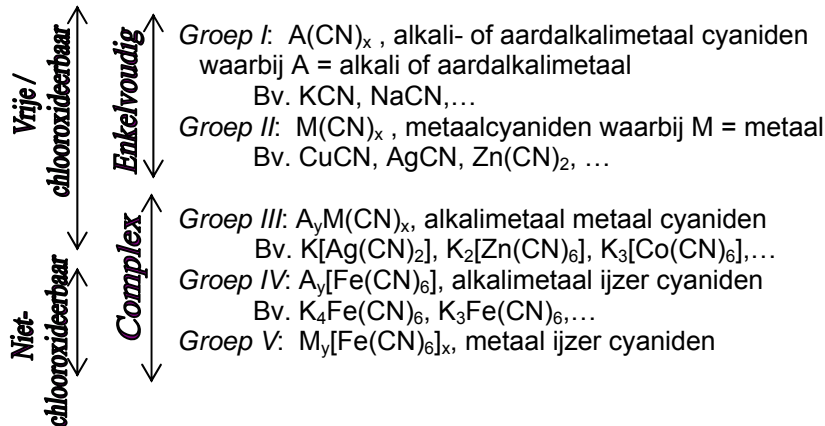 Vrije /
chlooroxideerbaar
Niet-
chlooroxideerbaar
Enkelvoudig
Complex
Groep I: A(CN)ₓ , alkali- of aardalkalimetaal cyaniden
waarbij A = alkali of aardalkalimetaal
Bv. KCN, NaCN,…
Groep II: M(CN)ₓ , metaalcyaniden waarbij M = metaal
Bv. CuCN, AgCN, Zn(CN)₂, …
Groep III: AᵧM(CN)ₓ, alkalimetaal metaal cyaniden
Bv. K[Ag(CN)₂], K₂[Zn(CN)₆], K₃[Co(CN)₆],…
Groep IV: Aᵧ[Fe(CN)₆], alkalimetaal ijzer cyaniden
Bv. K₄Fe(CN)₆, K₃Fe(CN)₆,…
Groep V: Mᵧ[Fe(CN)₆]ₓ, metaal ijzer cyaniden